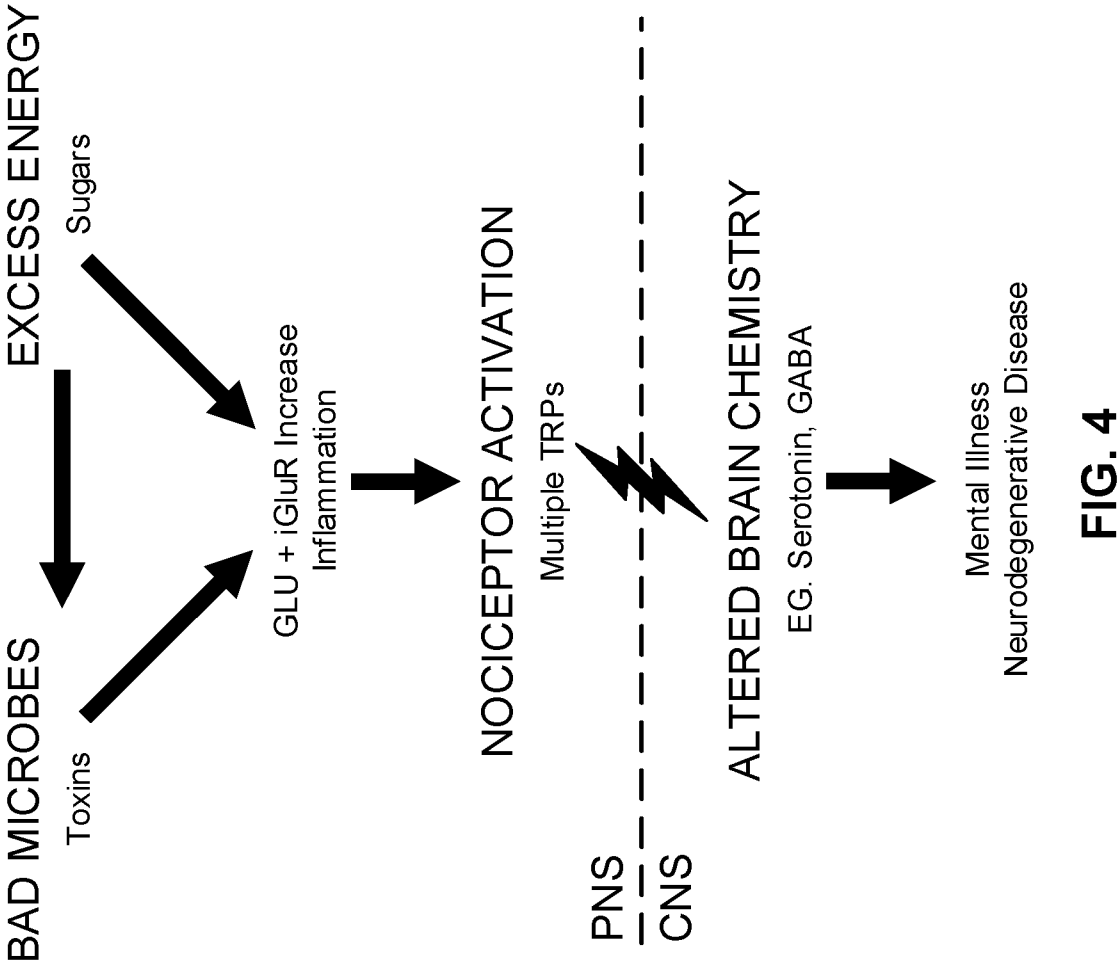 BAD MICROBES
EXCESS ENERGY
Toxins
Sugars
GLU + iGluR Increase
Inflammation
NOCICEPTOR ACTIVATION
Multiple TRPs
PNS
CNS
ALTERED BRAIN CHEMISTRY
EG. Serotonin, GABA
Mental Illness
Neurodegenerative Disease
FIG. 4